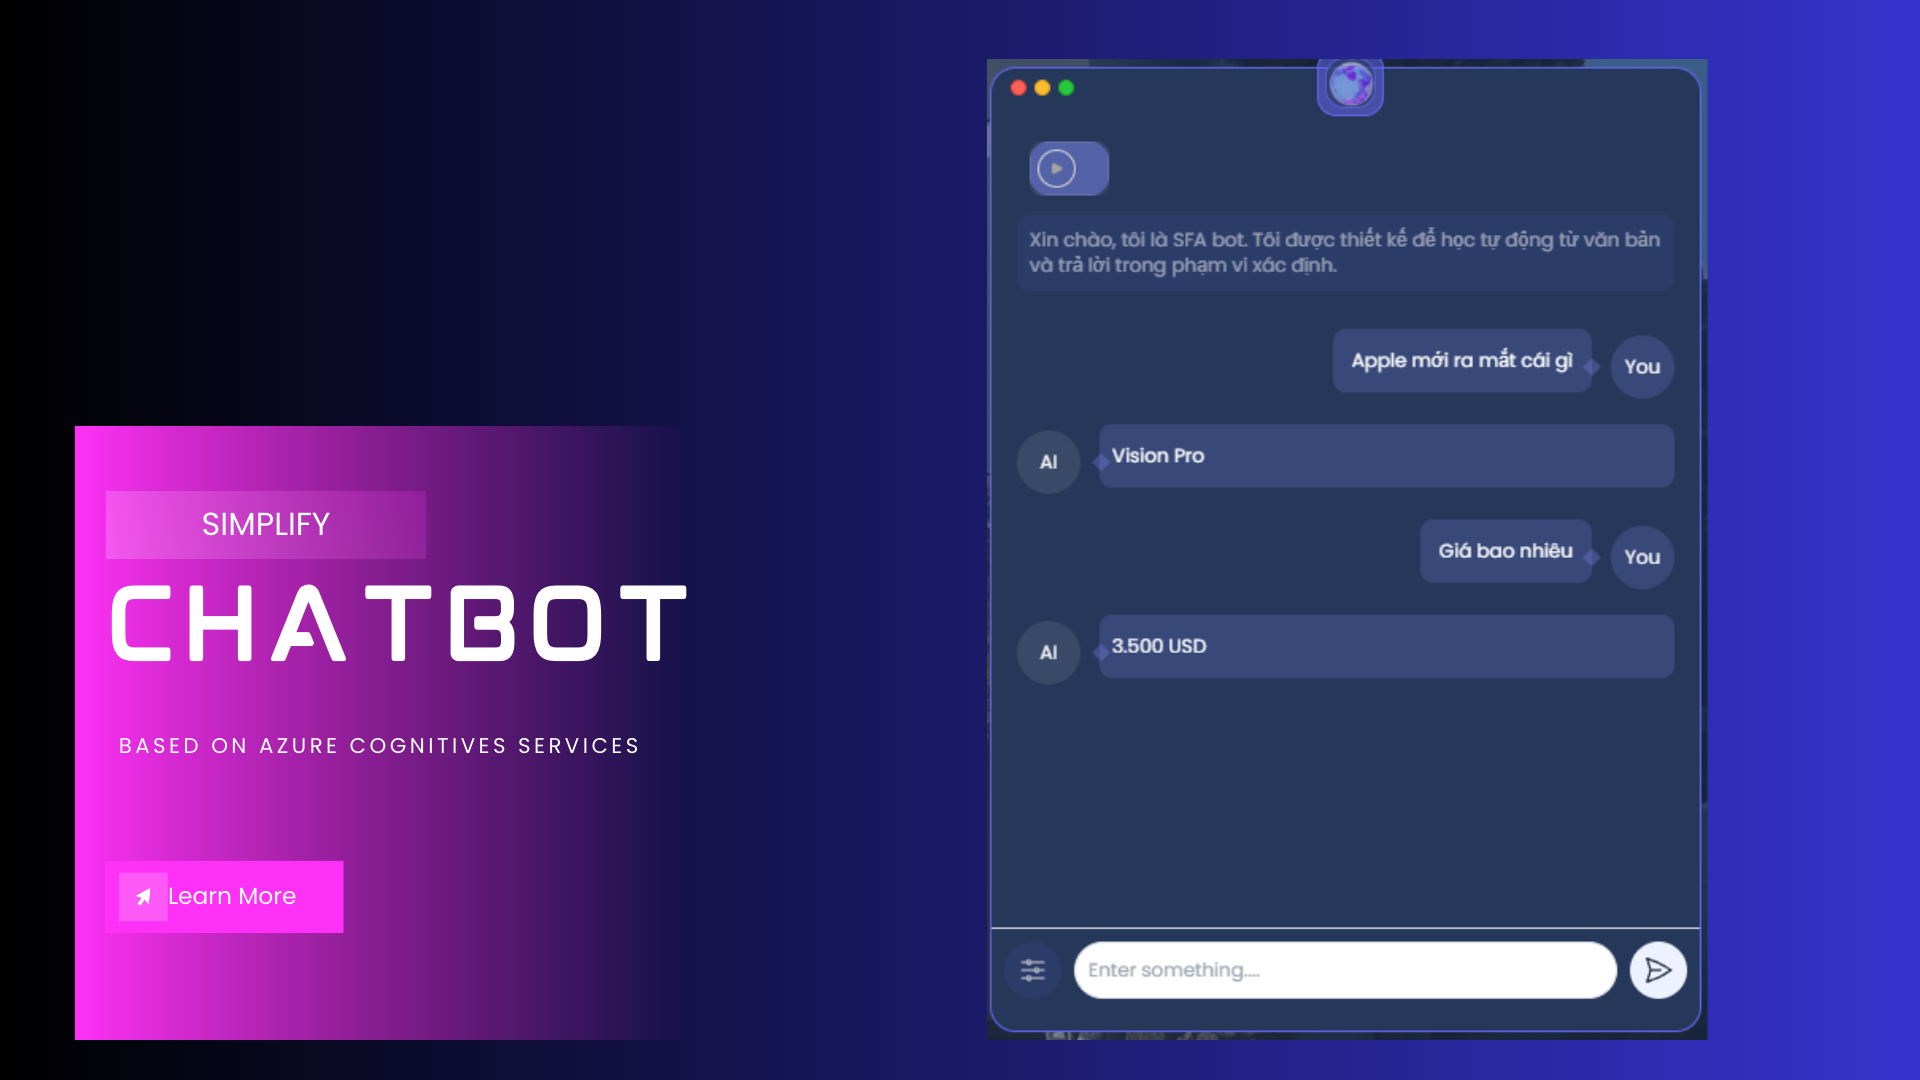 SIMPLIFY
CHATBOT
BASED ON AZURE COGNITIVES SERVICES
Learn More
Xin chào, tôi là SFA bot. Tôi được thiết kế để học tự động từ văn bản
và trả lời trong phạm vi xác định.
Apple mới ra mắt cái gì
You
AI
Vision Pro
Giá bao nhiêu
You
AI
3.500 USD
Enter something....